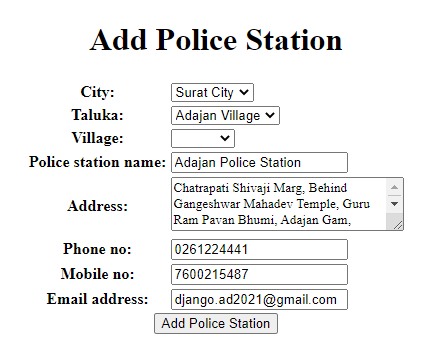 Add Police Station
City: Surat City
Taluka: Adajan Village
Village:
Police station name: Adajan Police Station
Address: Chatrapati Shivaji Marg, Behind
Gangeshwar Mahadev Temple, Guru
Ram Pavan Bhumi, Adajan Gam,
Phone no: 0261224441
Mobile no: 7600215487
Email address: django.ad2021@gmail.com
Add Police Station